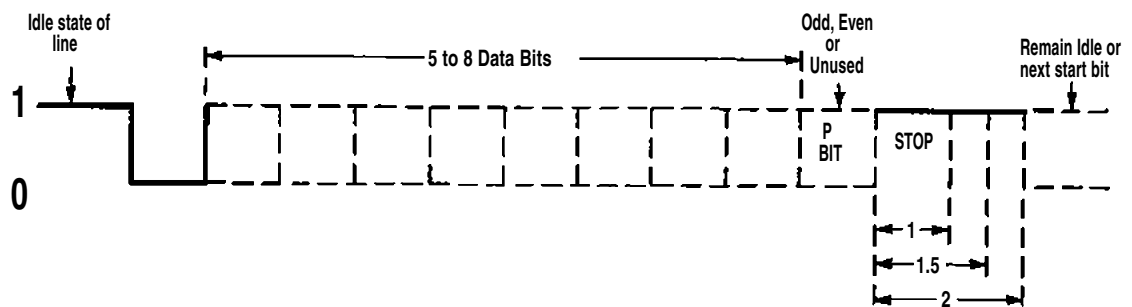 Idle state of
line
5 to 8 Data Bits
Odd, Even
or
Unused
Remain Idle or
next start bit
1
0
P
BIT
STOP
1
1.5
2